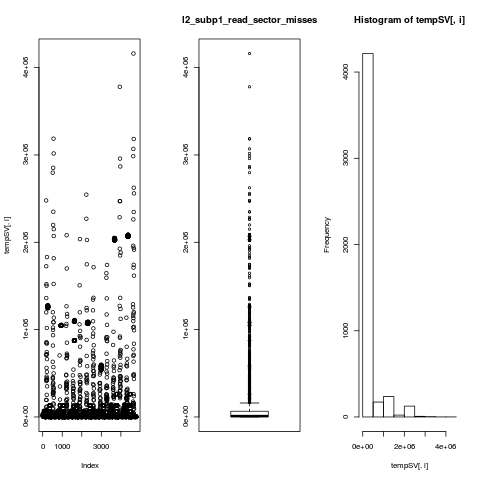 l2_subp1_read_sector_misses
Histogram of tempSV[, i]
tempSV[, i]
0e+00
1e+06
2e+06
3e+06
4e+06
0
1000
3000
Index
0e+00
1e+06
2e+06
3e+06
4e+06
Frequency
0
1000
2000
3000
4000
0e+00
2e+06
4e+06
tempSV[, i]